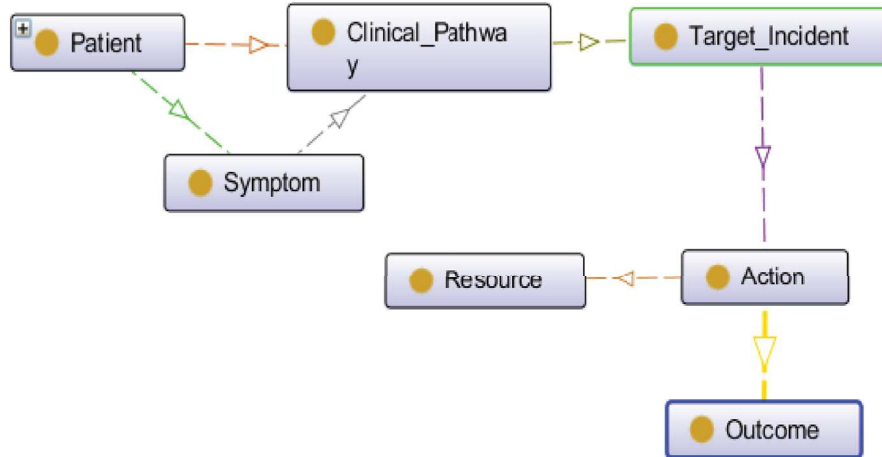 Patient
Clinical_Pathwa
y
Target_Incident
Symptom
Resource
Action
Outcome